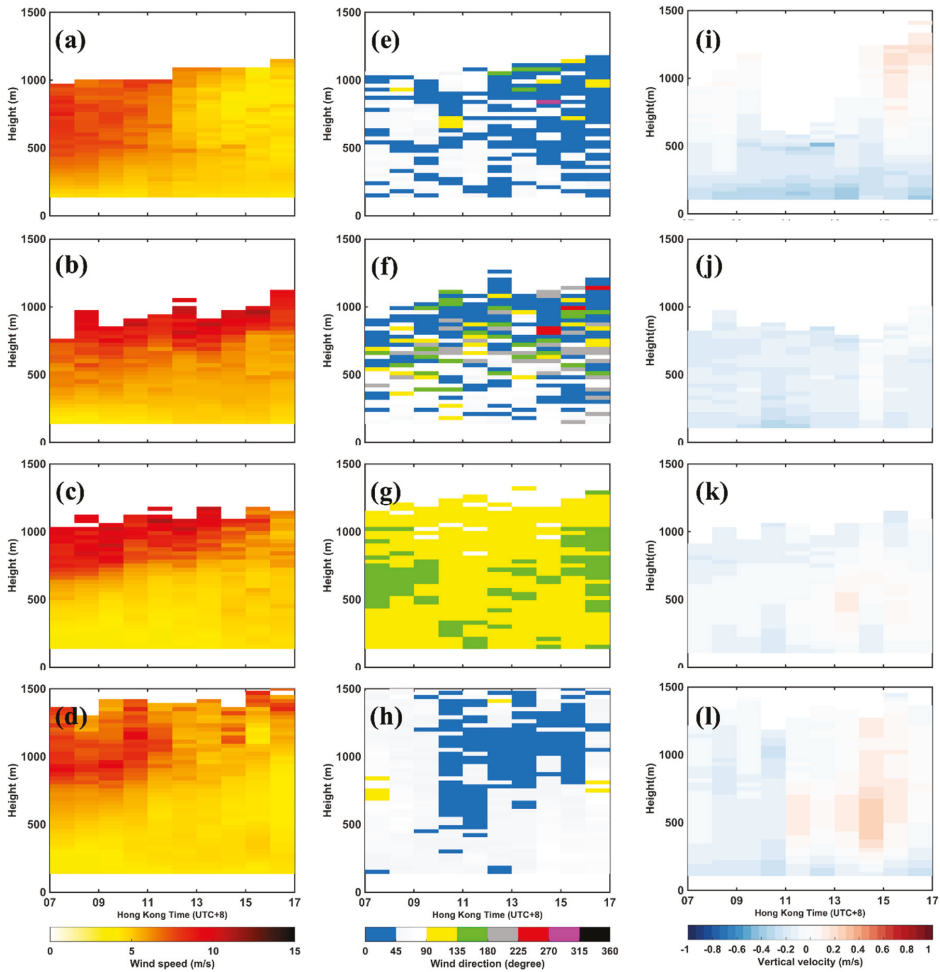 1500
(a)
1000
500
0
Height (m)
1500
(e)
1000
500
0
Height (m)
1500
(i)
1000
500
0
Height(m)
1500
(b)
1000
500
0
Height (m)
1500
(f)
1000
500
0
Height (m)
1500
(j)
1000
500
0
Height(m)
1500
(c)
1000
500
0
Height (m)
1500
(g)
1000
500
0
Height (m)
1500
(k)
1000
500
0
Height(m)
1500
(d)
1000
500
0
Height (m)
07 09 11 13 15 17
Hong Kong Time (UTC+8)
1500
(h)
1000
500
0
Height (m)
07 09 11 13 15 17
Hong Kong Time (UTC+8)
1500
(l)
1000
500
0
Height(m)
07 09 11 13 15 17
Hong Kong Time (UTC+8)
0 5 10 15
Wind speed (m/s)
0 45 90 135 180 225 270 315 360
Wind direction (degree)
-1 -0.8 -0.6 -0.4 -0.2 0 0.2 0.4 0.6 0.8 1
Vertical velocity (m/s)